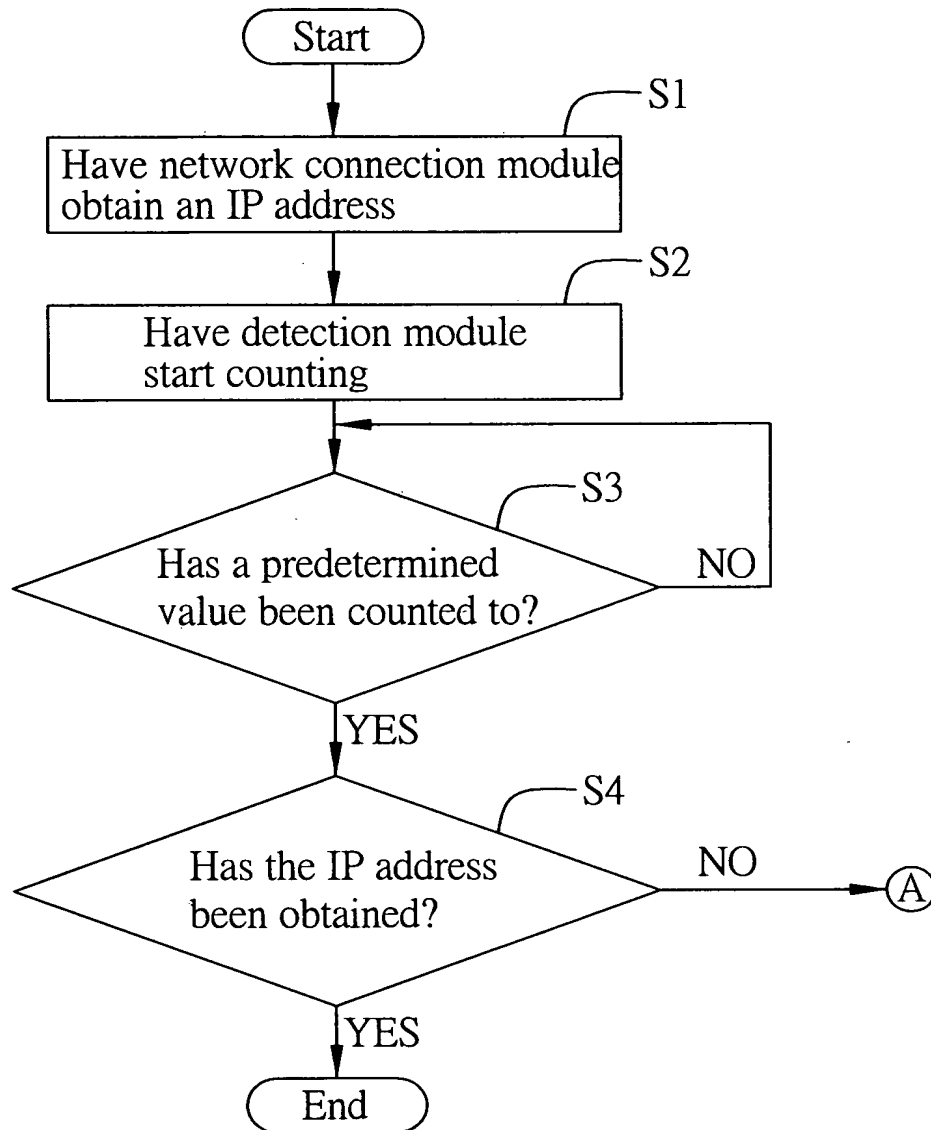 Start
S1
Have network connection module
obtain an IP address
S2
Have detection module
start counting
S3
Has a predetermined
value been counted to?
NO
YES
S4
Has the IP address
been obtained?
NO
A
YES
End